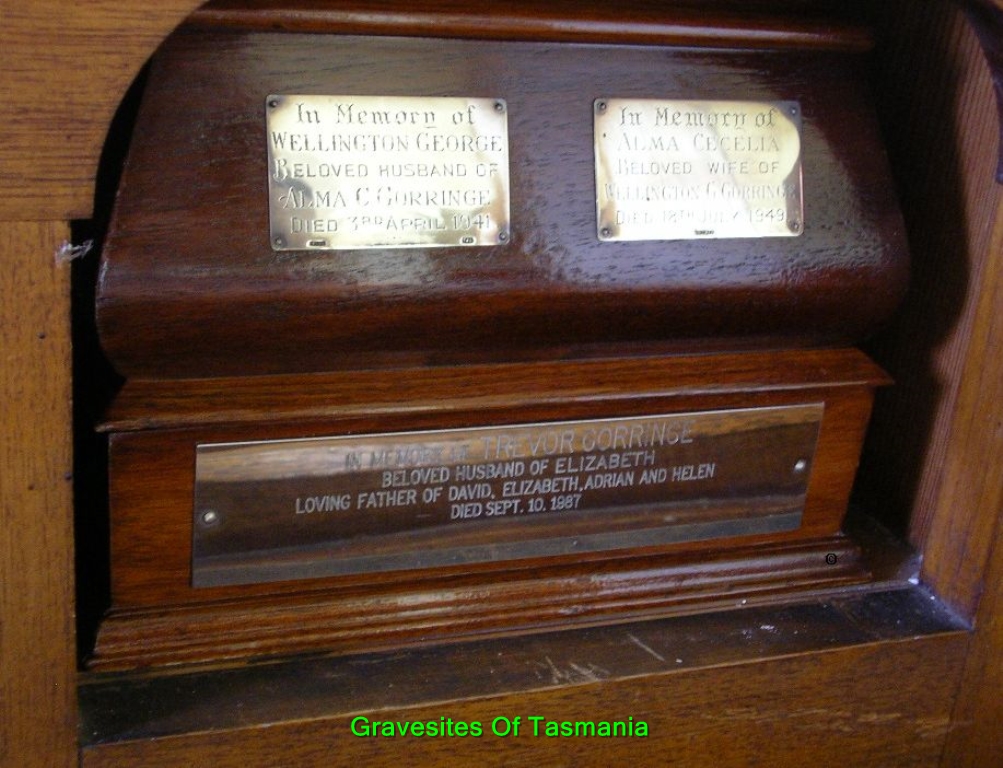 In Memory of
WELLINGTON GEORGE
BELOVED HUSBAND OF
ALMA C. GORRINGE
DIED 3RD APRIL 1941
In Memory of
ALMA CECELIA
BELOVED WIFE OF
WELLINGTON G. GORRINGE
DIED 18TH JULY 1949
IN MEMORY OF TREVOR GORRINGE
BELOVED HUSBAND OF ELIZABETH
LOVING FATHER OF DAVID, ELIZABETH, ADRIAN AND HELEN
DIED SEPT. 10. 1987
Gravesites Of Tasmania